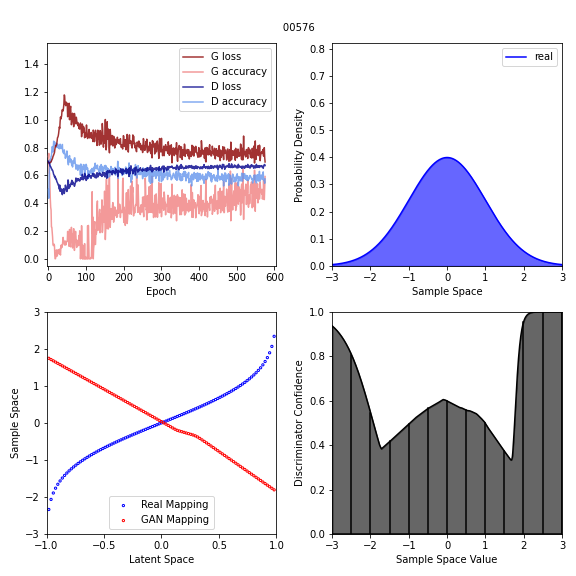 00576
1.4
1.2
1.0
0.8
0.6
0.4
0.2
0.0
G loss
G accuracy
D loss
D accuracy
0 100 200 300 400 500 600
Epoch
Probability Density
0.8
0.7
0.6
0.5
0.4
0.3
0.2
0.1
0.0
real
−3 −2 −1 0 1 2 3
Sample Space
Sample Space
3
2
1
0
−1
−2
−3
Real Mapping
GAN Mapping
−1.0 −0.5 0.0 0.5 1.0
Latent Space
Discriminator Confidence
1.0
0.8
0.6
0.4
0.2
0.0
−3 −2 −1 0 1 2 3
Sample Space Value